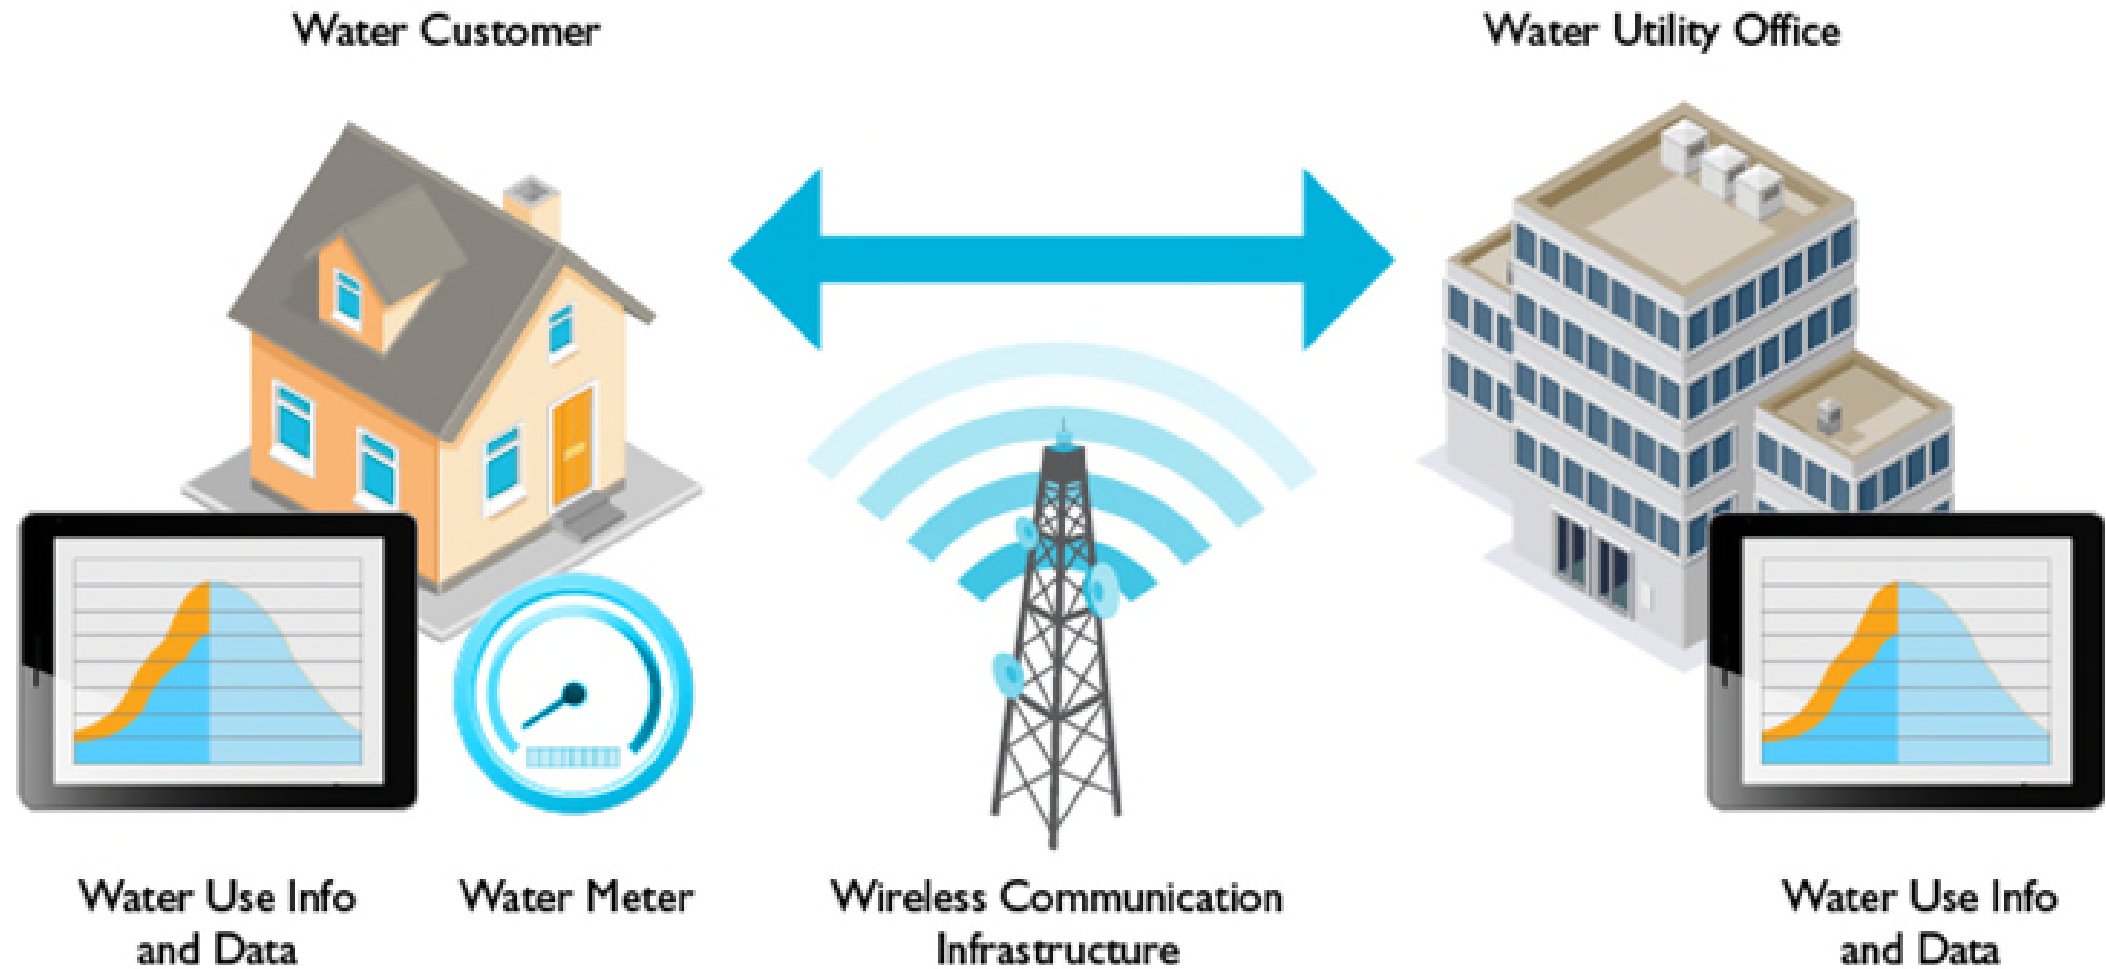 Water Customer
Water Utility Office
Water Use Info
and Data
Water Meter
Wireless Communication
Infrastructure
Water Use Info
and Data